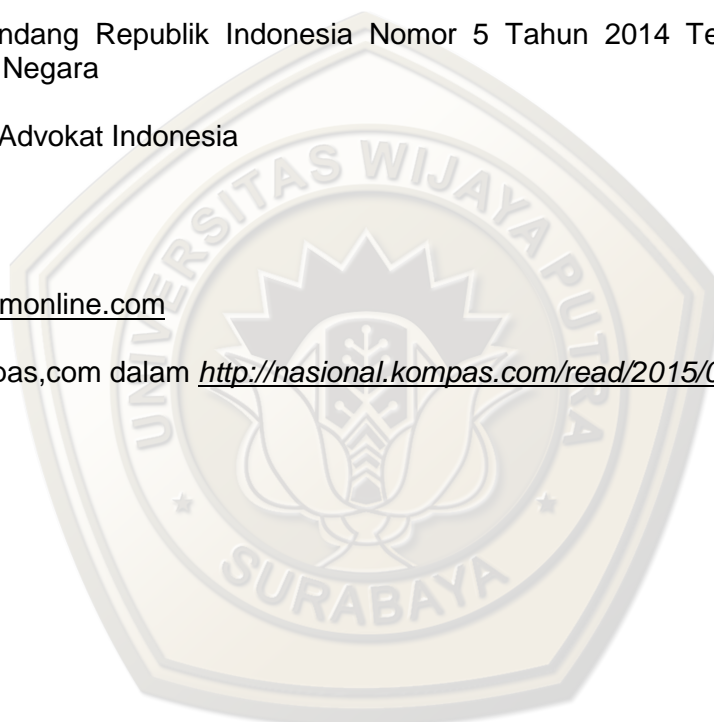 ndang Republik Indonesia Nomor 5 Tahun 2014 Te
Negara
Advokat Indonesia
monline.com
pas,com dalam http://nasional.kompas.com/read/2015/0
UNIVERSITAS WIJAYA PUTRA
SURABAYA